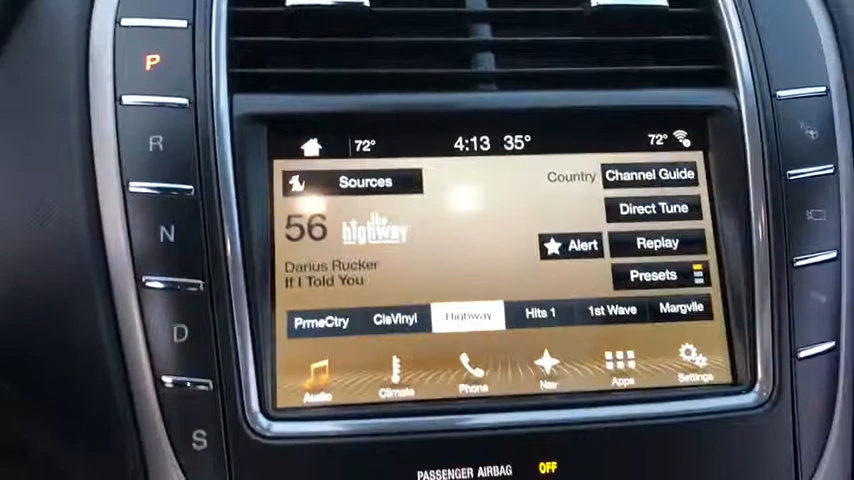 P
R
N
D
S
72° 4:13 35° 72°
Sources
Country
Channel Guide
Direct Tune
56 the highway
Alert
Replay
Darius Rucker
If I Told You
Presets
PrmeCtry ClsVinyl Highway Hits 1 1st Wave Margvlle
Audio Climate Phone Nav Apps Settings
PASSENGER AIRBAG OFF